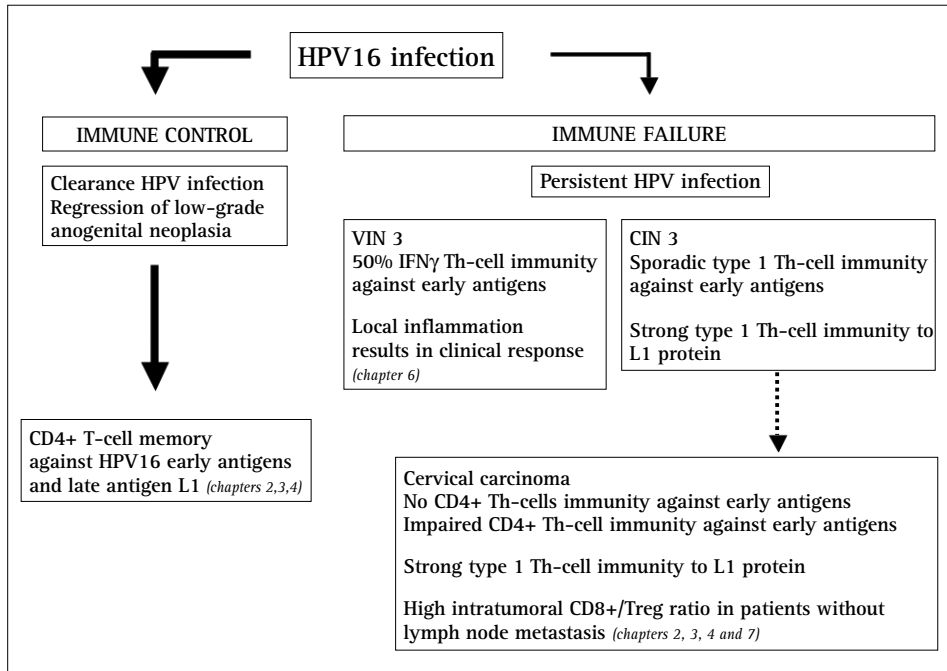 HPV16 infection
IMMUNE CONTROL
Clearance HPV infection
Regression of low-grade
anogenital neoplasia
CD4+ T-cell memory
against HPV16 early antigens
and late antigen L1 (chapters 2,3,4)
IMMUNE FAILURE
Persistent HPV infection
VIN 3
50% IFNγ Th-cell immunity
against early antigens
Local inflammation
results in clinical response
(chapter 6)
CIN 3
Sporadic type 1 Th-cell immunity
against early antigens
Strong type 1 Th-cell immunity to
L1 protein
Cervical carcinoma
No CD4+ Th-cells immunity against early antigens
Impaired CD4+ Th-cell immunity against early antigens
Strong type 1 Th-cell immunity to L1 protein
High intratumoral CD8+/Treg ratio in patients without
lymph node metastasis (chapters 2, 3, 4 and 7)